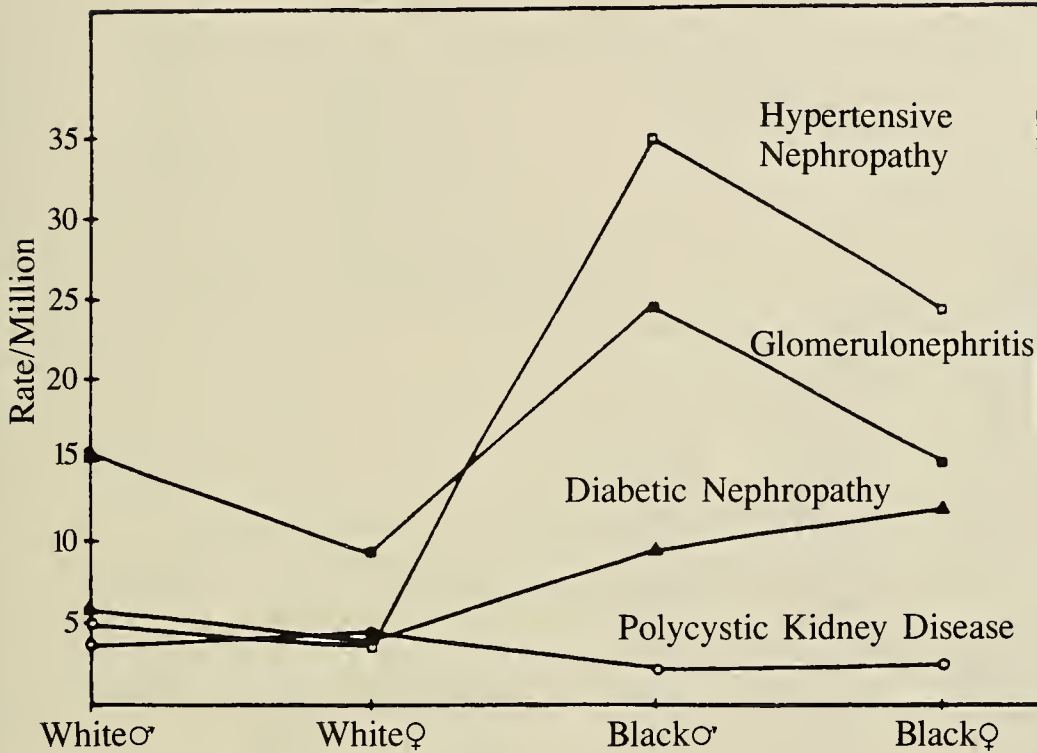 Rate/Million
35
30
25
20
15
10
5
Hypertensive
Nephropathy
Glomerulonephritis
Diabetic Nephropathy
Polycystic Kidney Disease
White♂ White♀ Black♂ Black♀